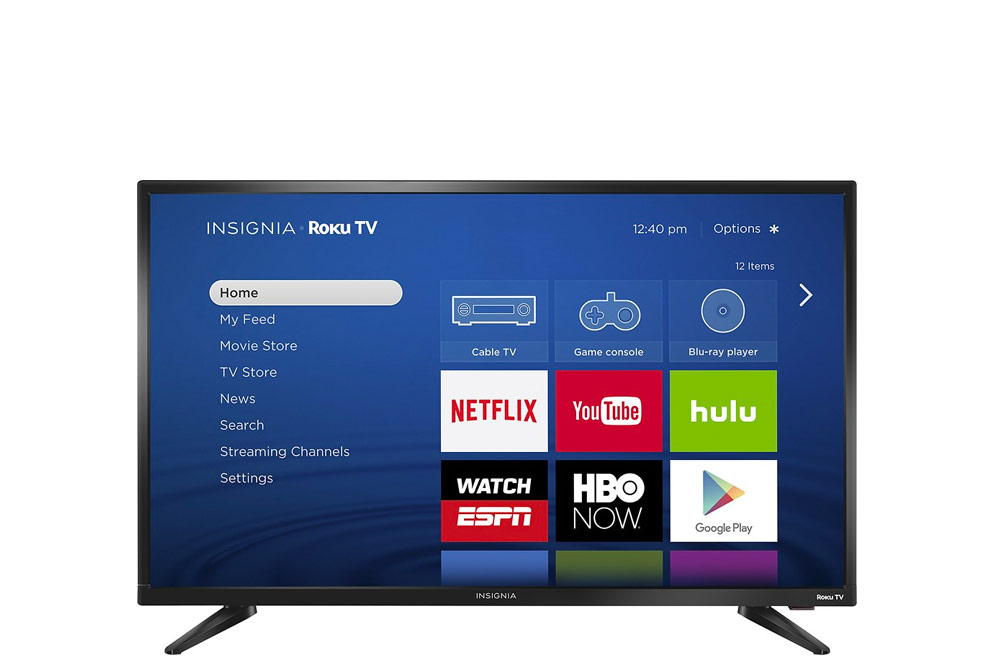 INSIGNIA • Roku TV
12:40 pm
Options *
12 Items
Home
My Feed
Movie Store
TV Store
News
Search
Streaming Channels
Settings
Cable TV
Game console
Blu-ray player
NETFLIX
YouTube
hulu
WATCH
ESPN
HBO
NOW.
Google Play
INSIGNIA
Roku TV